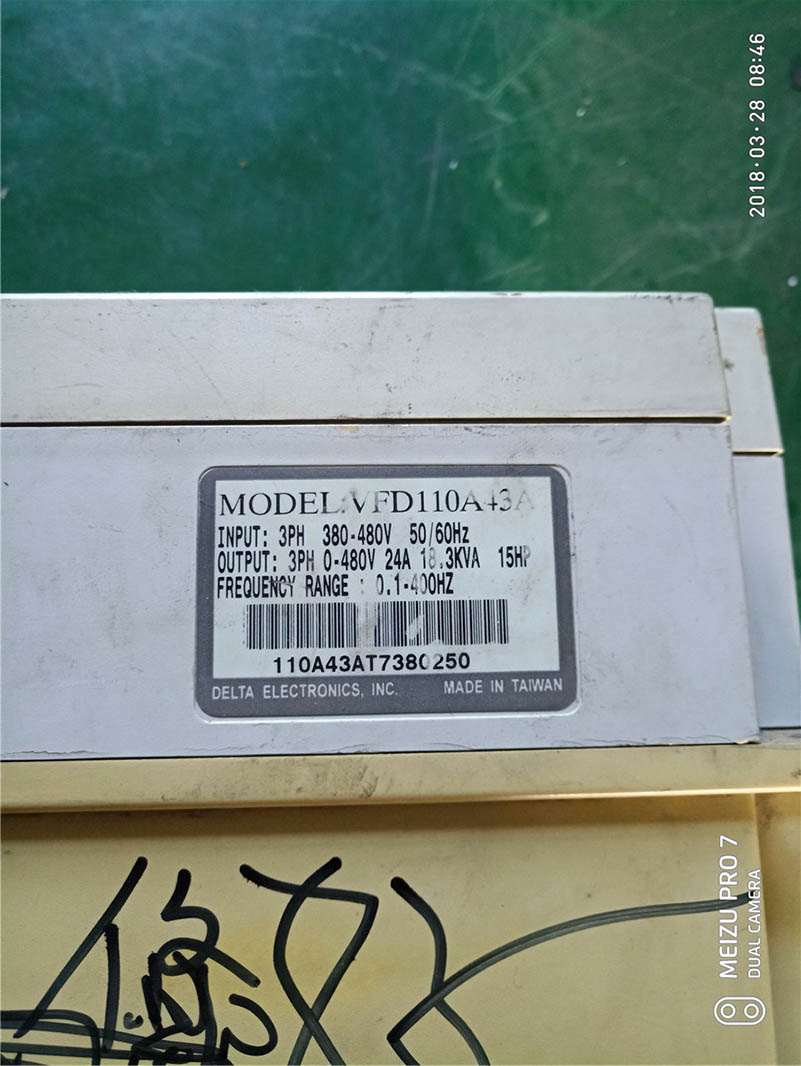 2018·03·28 08:46
MODEL:VFD110A43A
INPUT: 3PH 380-480V 50/60Hz
OUTPUT: 3PH 0-480V 24A 18.3KVA 15HP
FREQUENCY RANGE : 0.1-400HZ
110A43AT7380250
DELTA ELECTRONICS, INC. MADE IN TAIWAN
MEIZU PRO 7
DUAL CAMERA